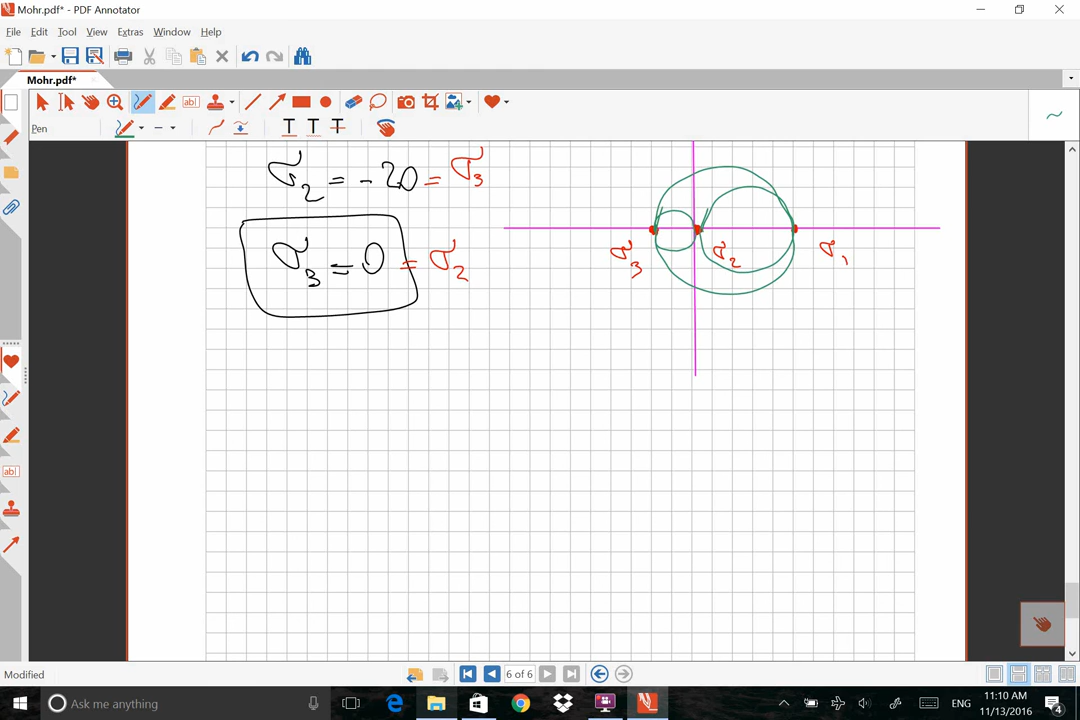 Mohr.pdf* - PDF Annotator
File Edit Tool View Extras Window Help
Mohr.pdf*
Pen
σ2 = -20 = σ3
σ3 = 0 = σ2
σ3 σ2 σ1
Modified
6 of 6
Ask me anything
ENG
11:10 AM
11/13/2016
4